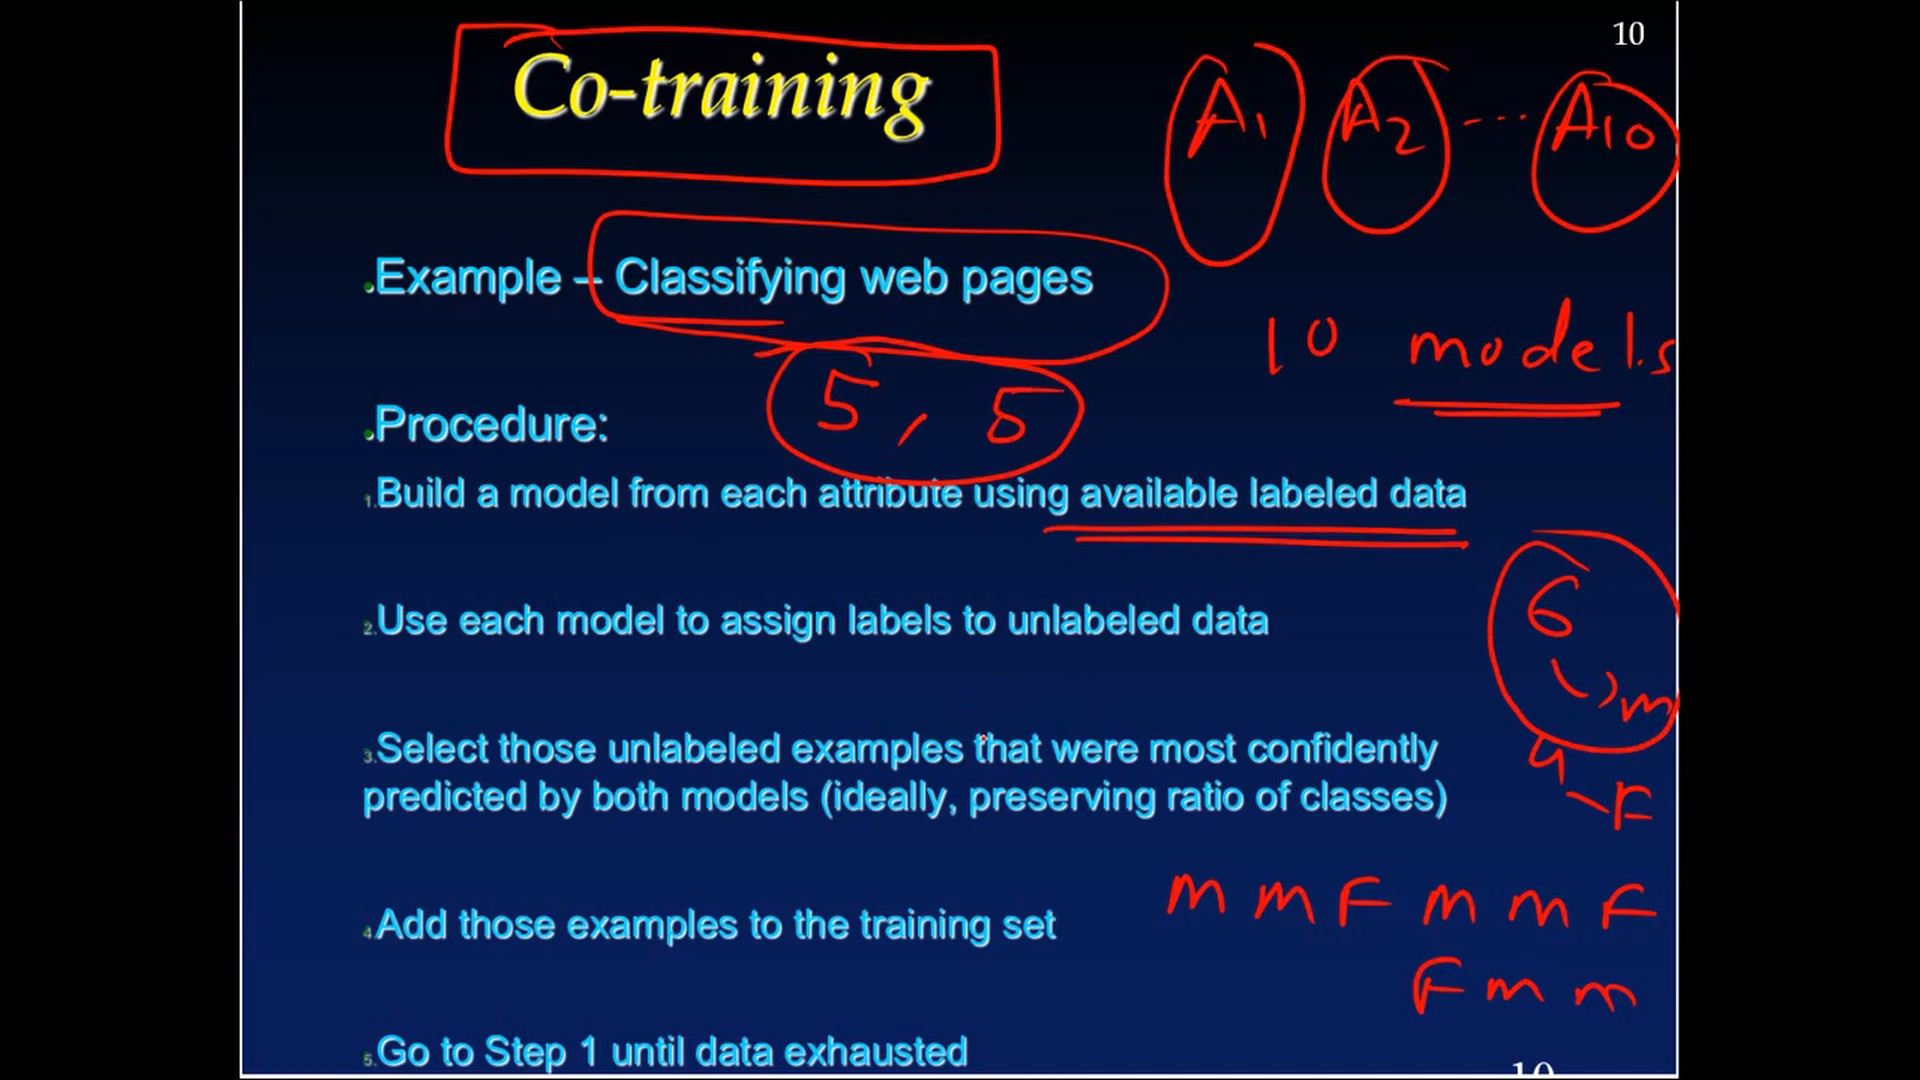 10
Co-training
A1 A2 ... A10
Example – Classifying web pages
10 models
5, 5
Procedure:
1.Build a model from each attribute using available labeled data
6
m
2.Use each model to assign labels to unlabeled data
3.Select those unlabeled examples that were most confidently
predicted by both models (ideally, preserving ratio of classes)
4
F
m m F m m F
4.Add those examples to the training set
F m m
5.Go to Step 1 until data exhausted
10